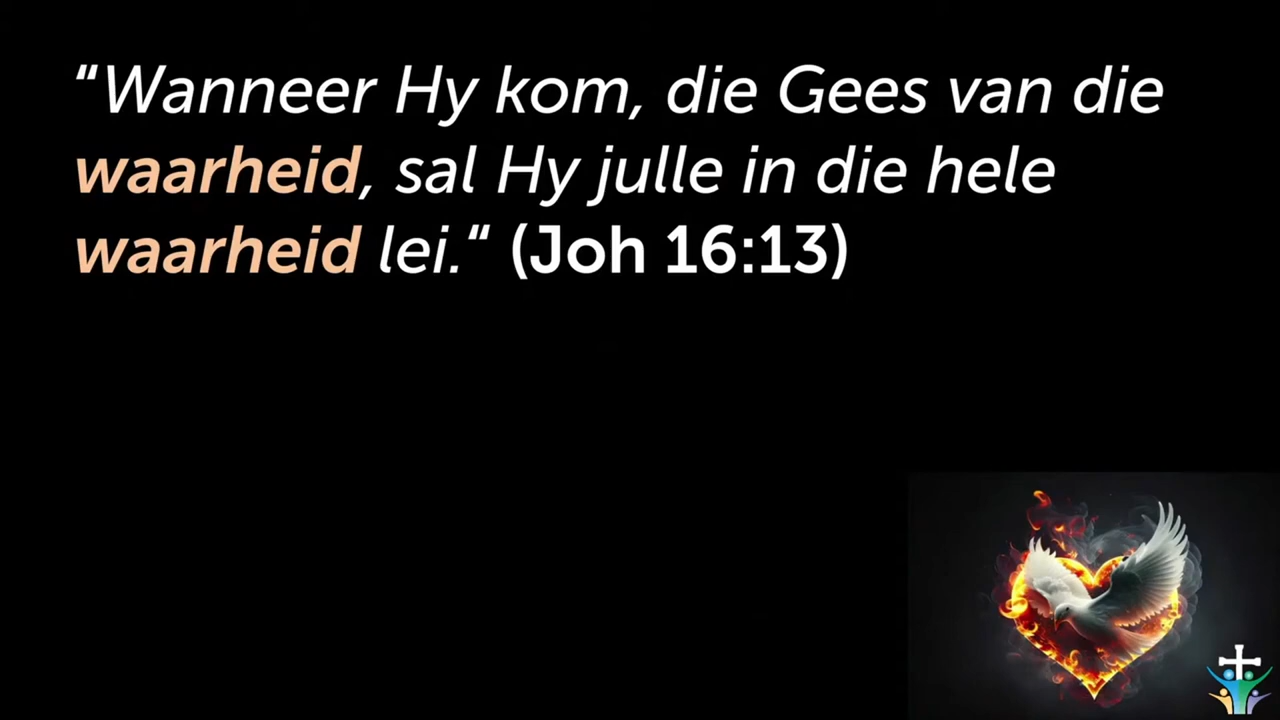 “Wanneer Hy kom, die Gees van die
waarheid, sal Hy julle in die hele
waarheid lei.“ (Joh 16:13)